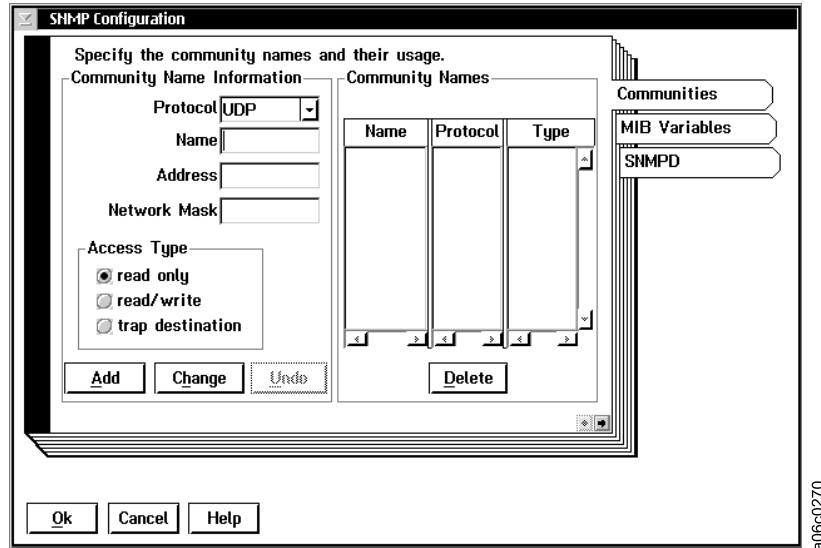 SNMP Configuration
Specify the community names and their usage.
Community Name Information
Protocol UDP
Name
Address
Network Mask
Access Type
read only
read/write
trap destination
Add Change Undo
Community Names
Name Protocol Type
Delete
Communities
MIB Variables
SNMPD
Ok Cancel Help
a06c0270